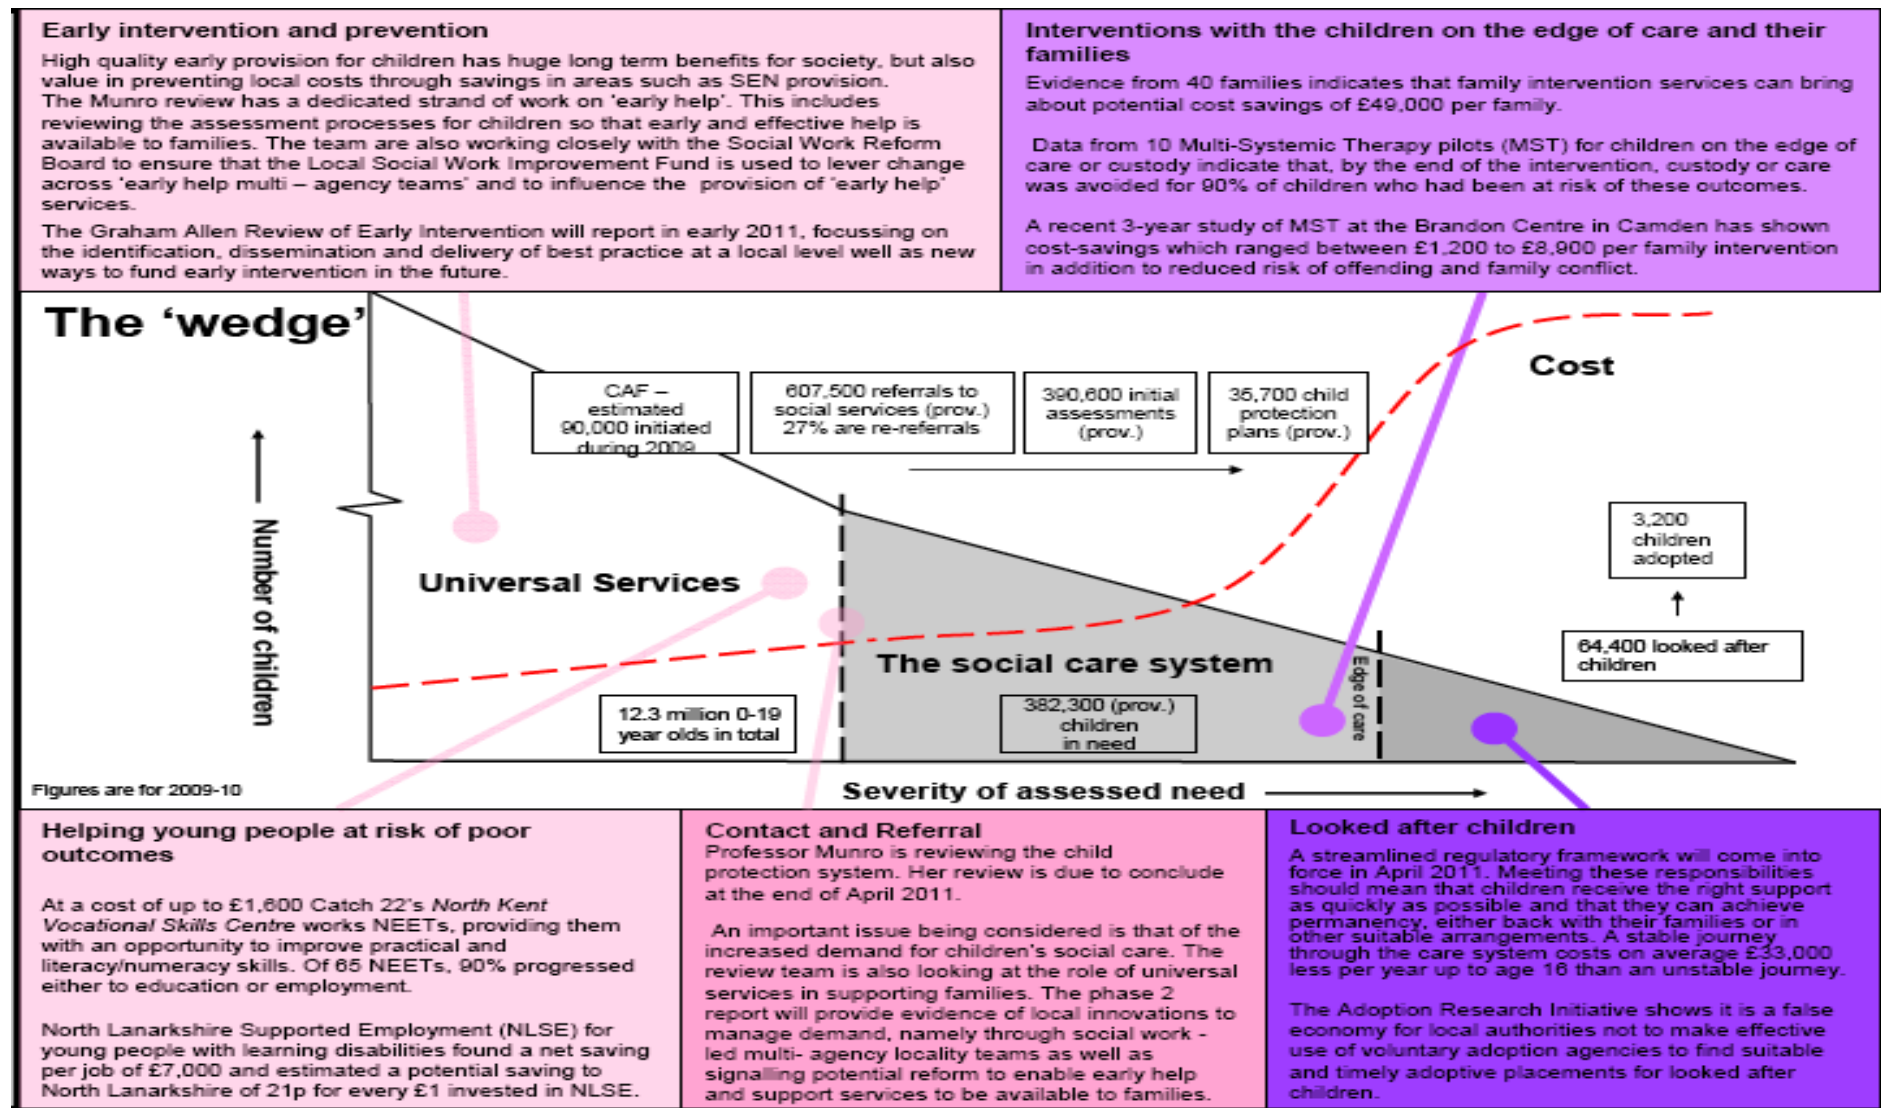 Early intervention and prevention
High quality early provision for children has huge long term benefits for society, but also
value in preventing local costs through savings in areas such as SEN provision.
The Munro review has a dedicated strand of work on 'early help'. This includes
reviewing the assessment processes for children so that early and effective help is
available to families. The team are also working closely with the Social Work Reform
Board to ensure that the Local Social Work Improvement Fund is used to lever change
across 'early help multi – agency teams' and to influence the provision of 'early help'
services.
The Graham Allen Review of Early Intervention will report in early 2011, focussing on
the identification, dissemination and delivery of best practice at a local level well as new
ways to fund early intervention in the future.
Interventions with the children on the edge of care and their
families
Evidence from 40 families indicates that family intervention services can bring
about potential cost savings of £49,000 per family.
Data from 10 Multi-Systemic Therapy pilots (MST) for children on the edge of
care or custody indicate that, by the end of the intervention, custody or care
was avoided for 90% of children who had been at risk of these outcomes.
A recent 3-year study of MST at the Brandon Centre in Camden has shown
cost-savings which ranged between £1,200 to £8,900 per family intervention
in addition to reduced risk of offending and family conflict.
The 'wedge'
Cost
CAF –
estimated
90,000 initiated
during 2009
607,500 referrals to
social services (prov.)
27% are re-referrals
390,600 initial
assessments
(prov.)
35,700 child
protection
plans (prov.)
Number of children
3,200
children
adopted
Universal Services
64,400 looked after
children
The social care system
Edge of care
12.3 million 0-19
year olds in total
382,300 (prov.)
children
in need
Figures are for 2009-10
Severity of assessed need
Helping young people at risk of poor
outcomes
At a cost of up to £1,600 Catch 22's North Kent
Vocational Skills Centre works NEETs, providing them
with an opportunity to improve practical and
literacy/numeracy skills. Of 65 NEETs, 90% progressed
either to education or employment.
North Lanarkshire Supported Employment (NLSE) for
young people with learning disabilities found a net saving
per job of £7,000 and estimated a potential saving to
North Lanarkshire of 21p for every £1 invested in NLSE.
Contact and Referral
Professor Munro is reviewing the child
protection system. Her review is due to conclude
at the end of April 2011.
An important issue being considered is that of the
increased demand for children's social care. The
review team is also looking at the role of universal
services in supporting families. The phase 2
report will provide evidence of local innovations to
manage demand, namely through social work -
led multi- agency locality teams as well as
signalling potential reform to enable early help
and support services to be available to families.
Looked after children
A streamlined regulatory framework will come into
force in April 2011. Meeting these responsibilities
should mean that children receive the right support
as quickly as possible and that they can achieve
permanency, either back with their families or in
other suitable arrangements. A stable journey
through the care system costs on average £33,000
less per year up to age 16 than an unstable journey.
The Adoption Research Initiative shows it is a false
economy for local authorities not to make effective
use of voluntary adoption agencies to find suitable
and timely adoptive placements for looked after
children.